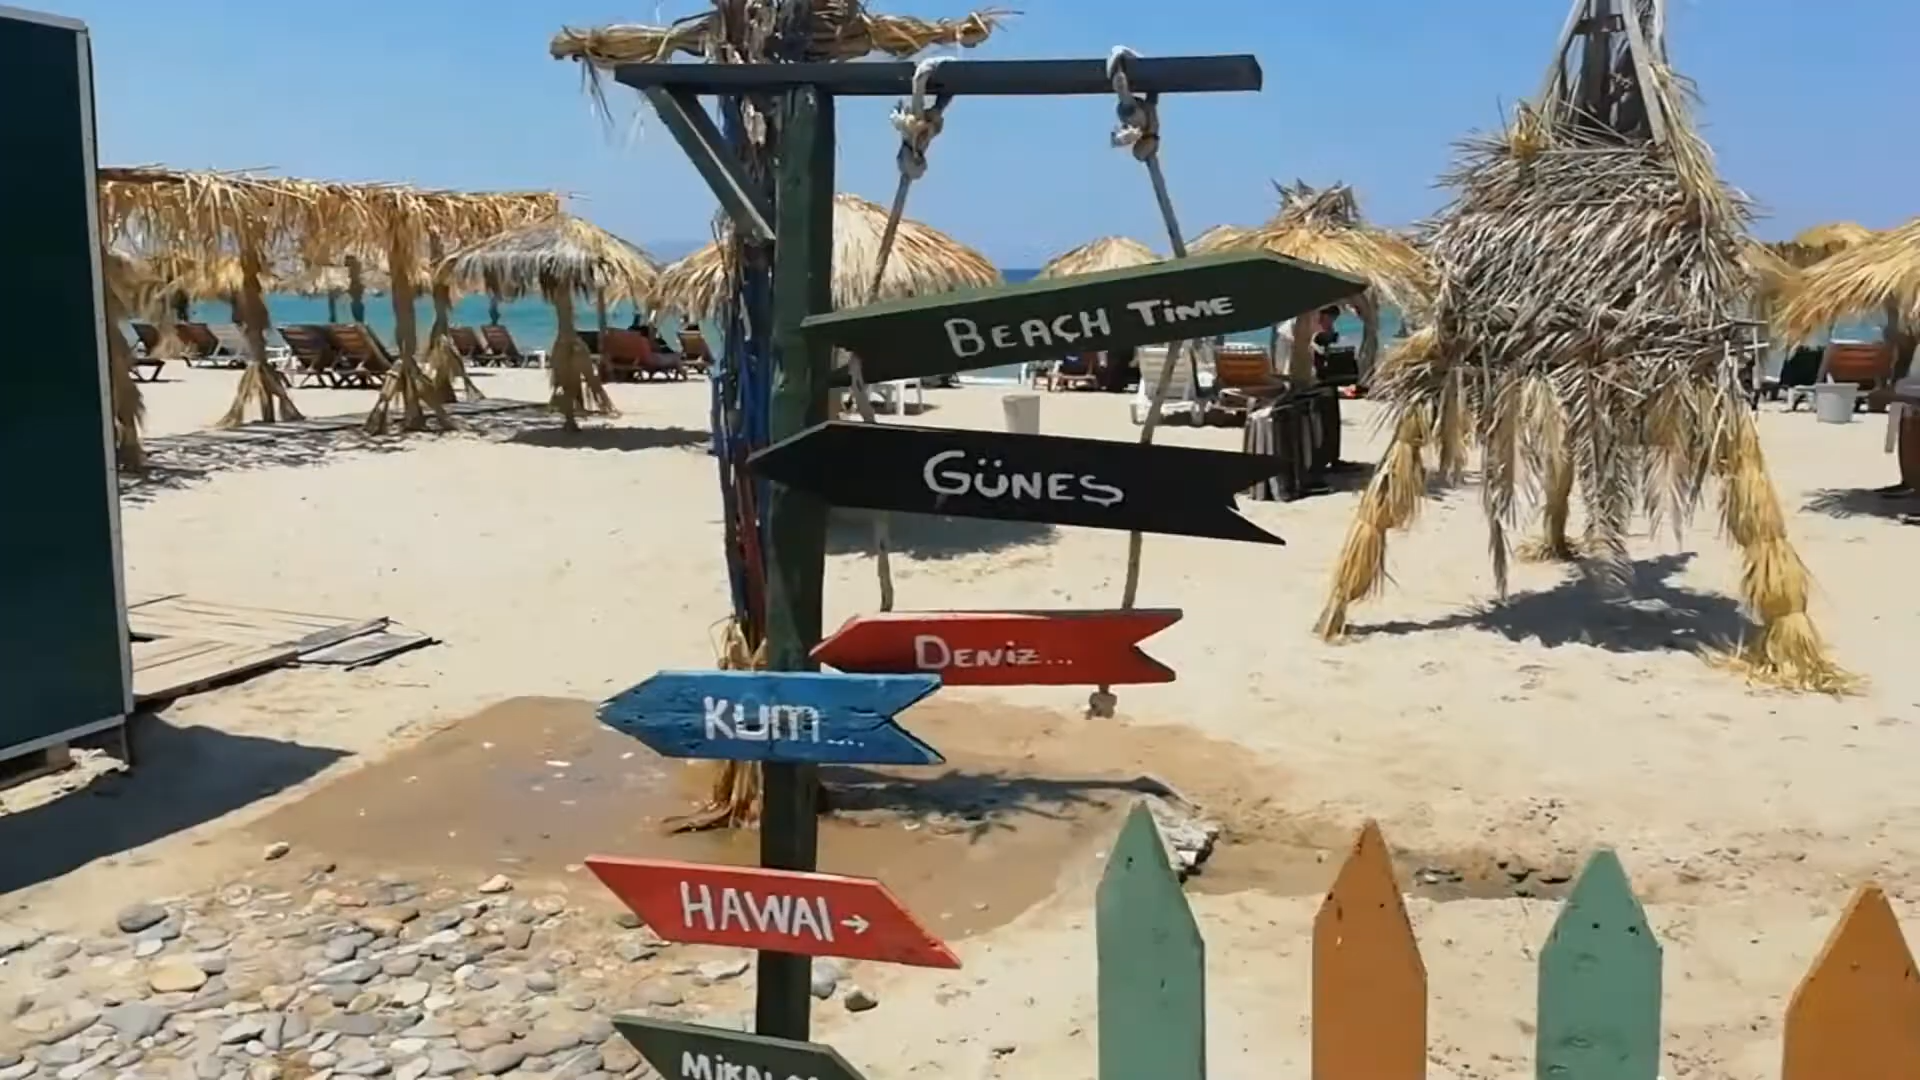 BEAÇH TiME
GÜNEŞ
DENiZ...
KUM...
HAWAI →